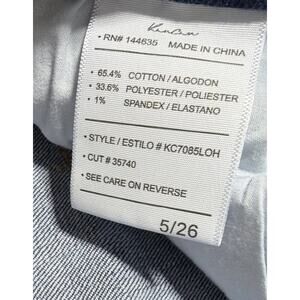 KanCan
• RN# 144635 MADE IN CHINA
• 65.4% COTTON / ALGODON
• 33.6% POLYESTER / POLIESTER
• 1% SPANDEX / ELASTANO
• STYLE / ESTILO # KC7085LOH
• CUT # 35740
• SEE CARE ON REVERSE
5/26